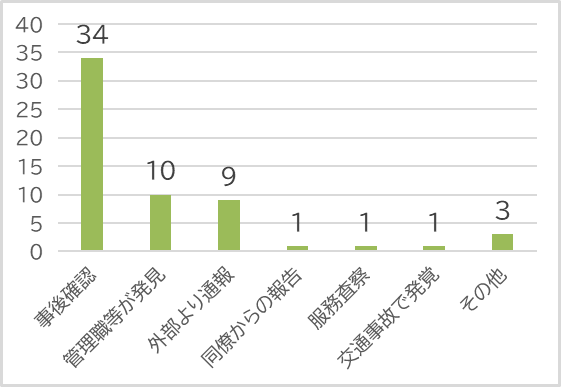 40
35
30
25
20
15
10
5
0
34
10
9
1
1
1
3
事後確認
管理職等が発見
外部より通報
同僚からの報告
服務査察
交通事故で発覚
その他